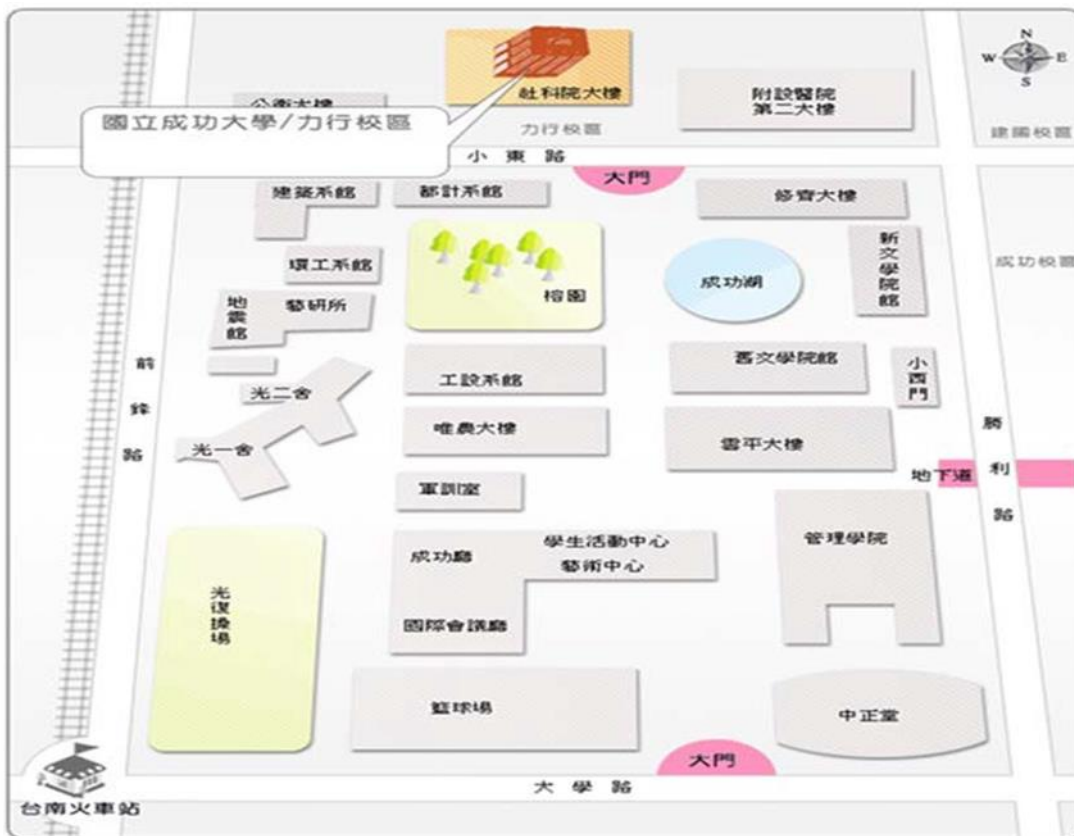 N
W E
S
社科院大樓
附設醫院
第二大樓
公衛大樓
國立成功大學/力行校區
力行校區
建國校區
小東路
大門
建築系館
都計系館
修齊大樓
新文學院館
成功校區
環工系館
榕園
成功湖
地震館
藝研所
前鋒路
工設系館
舊文學院館
小西門
光二舍
唯農大樓
雲平大樓
勝利路
光一舍
地下道
軍訓室
管理學院
成功廳
學生活動中心
藝術中心
光復操場
國際會議廳
籃球場
中正堂
大門
大學路
台南火車站